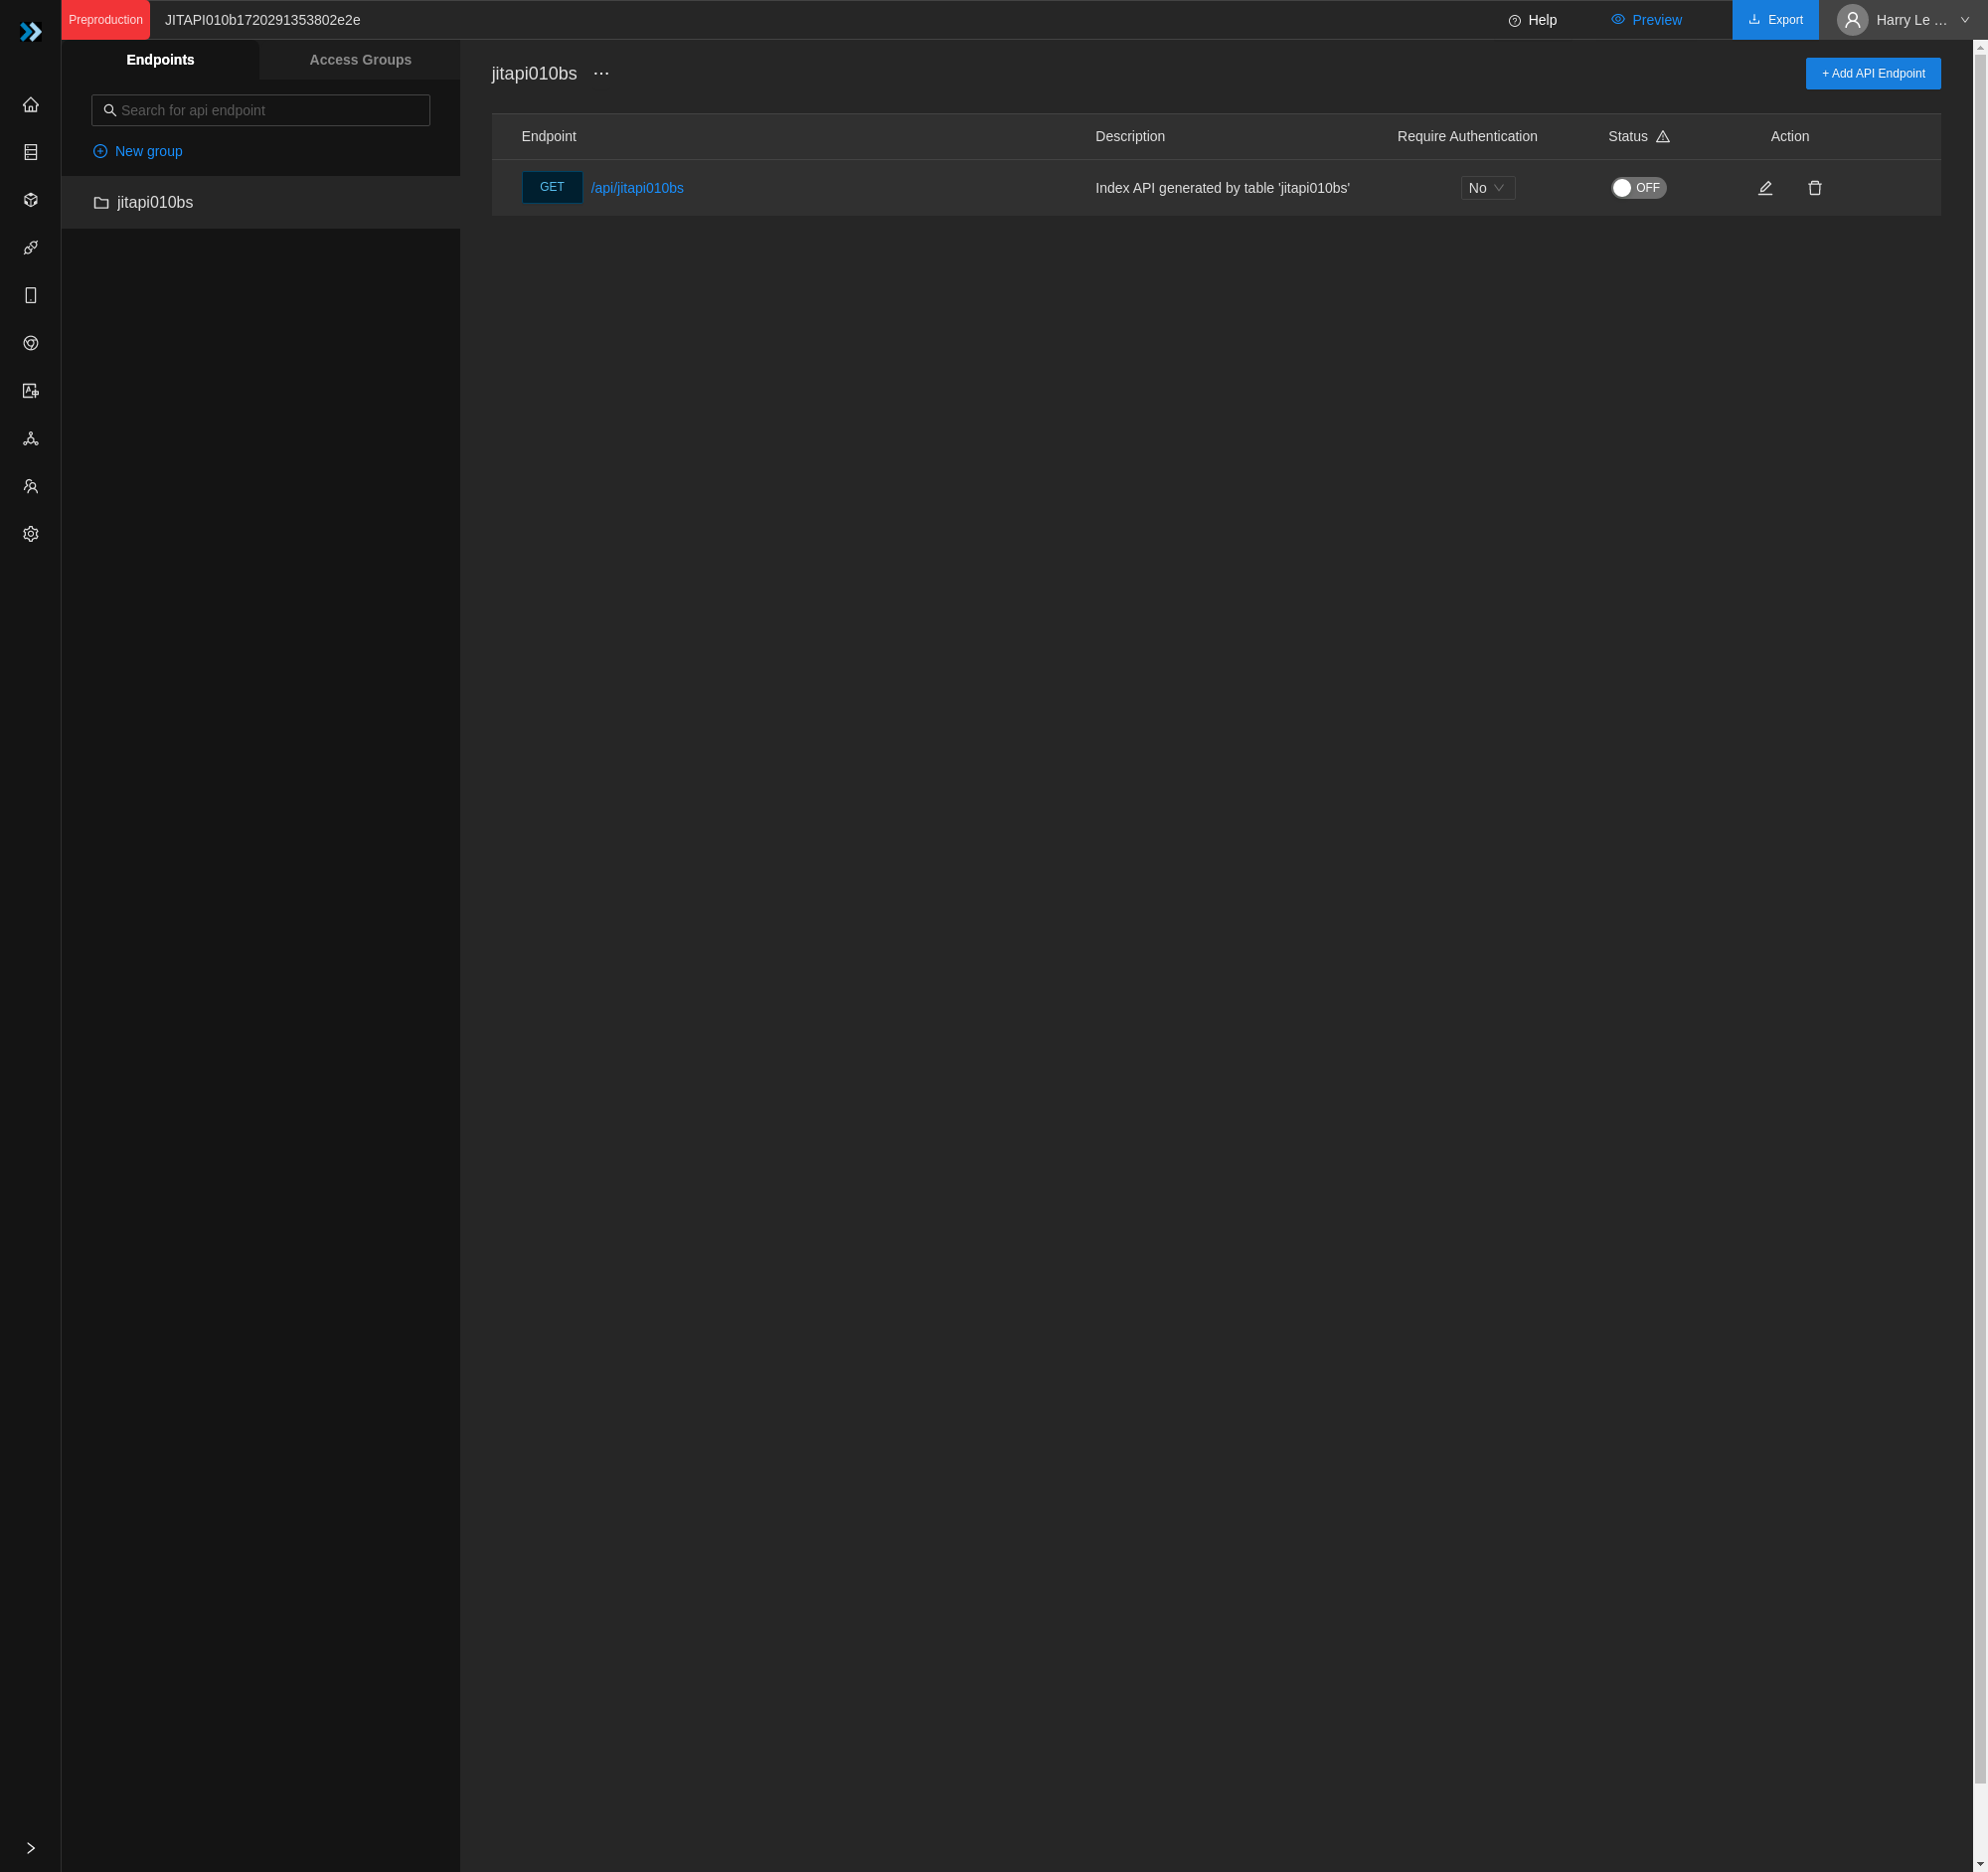 Preproduction
JITAPI010b1720291353802e2e
Help
Preview
Export
Harry Le ...
Endpoints
Access Groups
Search for api endpoint
New group
jitapi010bs
jitapi010bs ...
+ Add API Endpoint
Endpoint
Description
Require Authentication
Status
Action
GET
/api/jitapi010bs
Index API generated by table 'jitapi010bs'
No
OFF